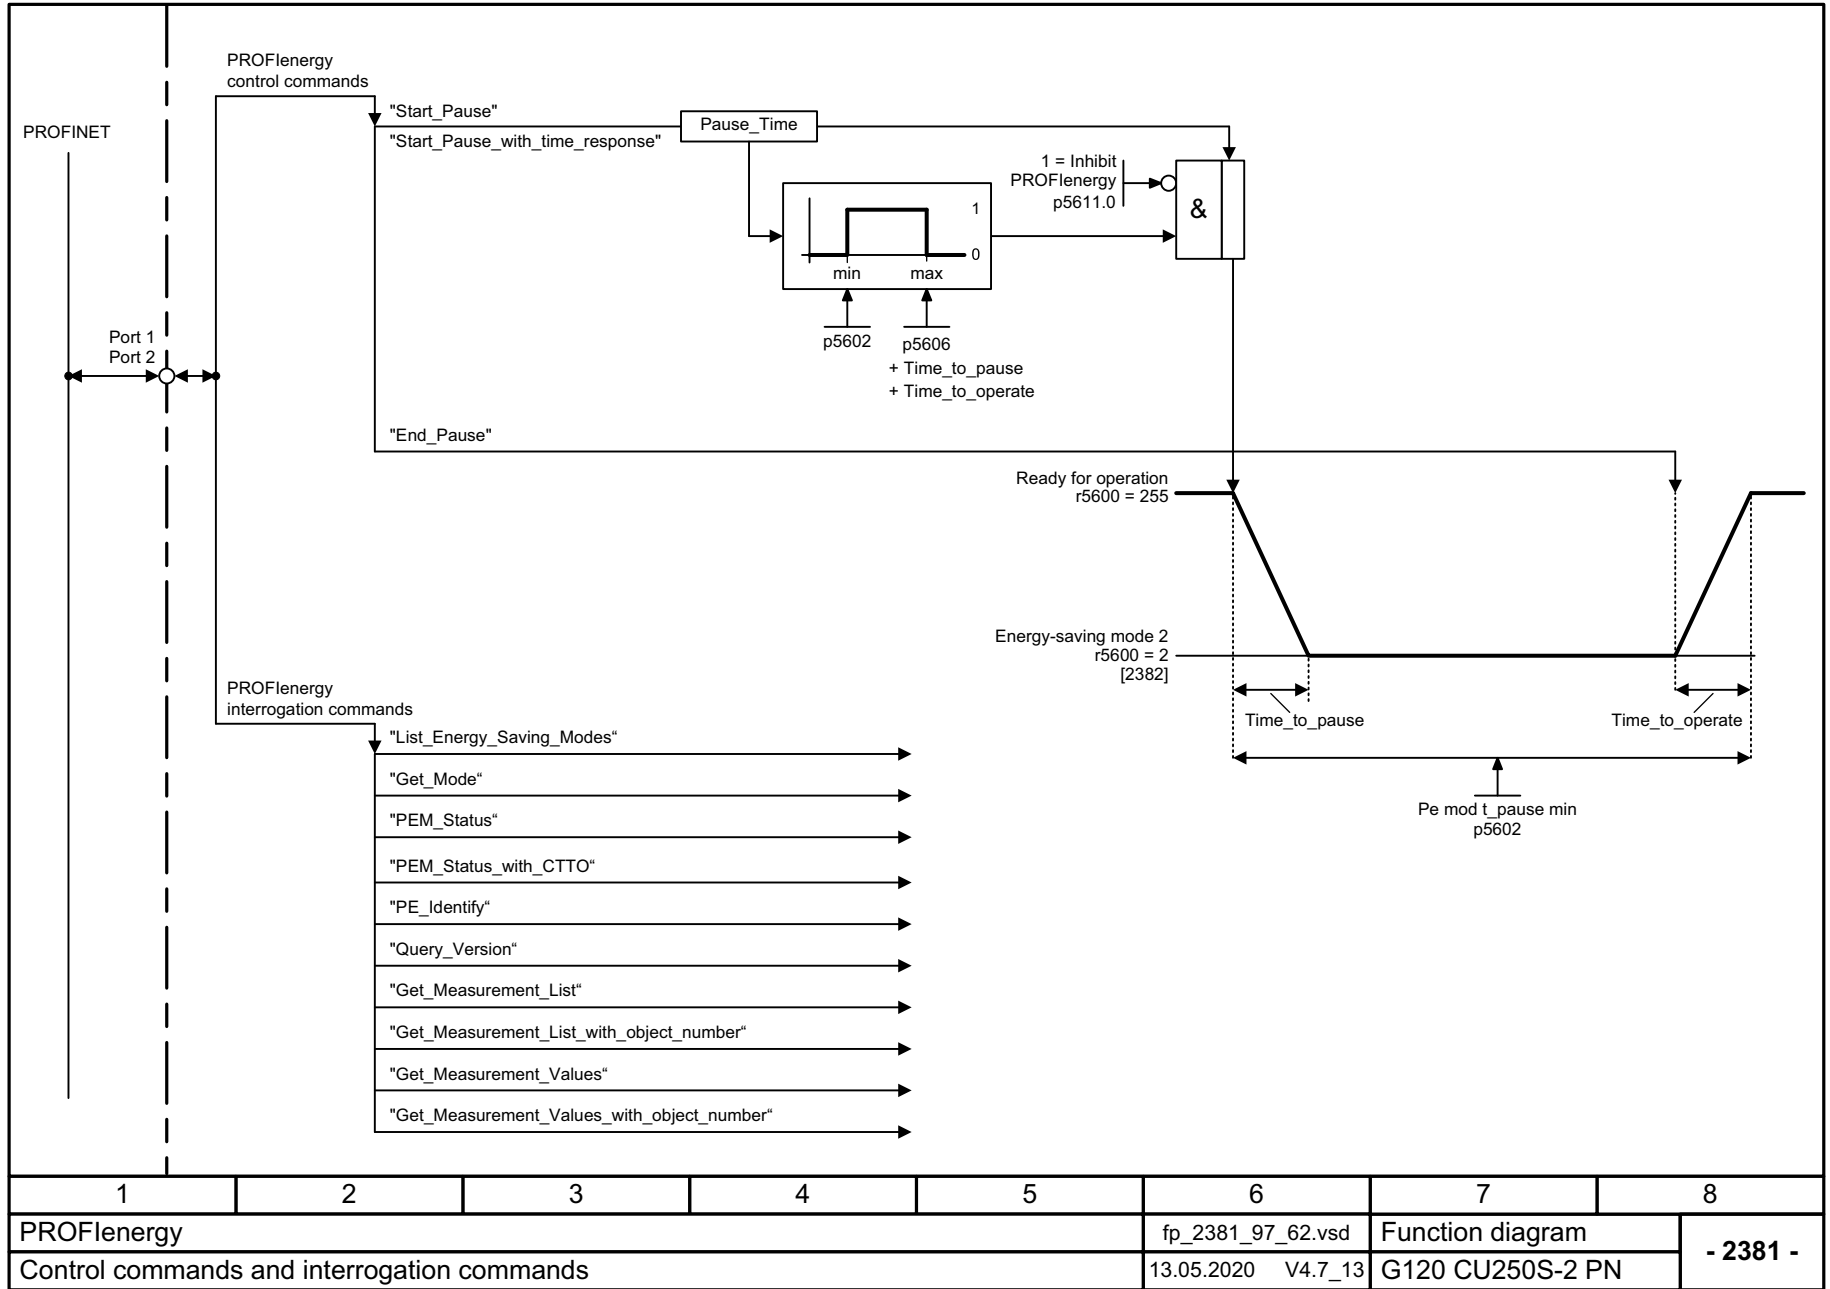 PROFIenergy
control commands
PROFINET
"Start_Pause"
"Start_Pause_with_time_response"
Pause_Time
1 = Inhibit
PROFIenergy
p5611.0
&
1
0
min max
p5602
p5606
+ Time_to_pause
+ Time_to_operate
Port 1
Port 2
"End_Pause"
Ready for operation
r5600 = 255
Energy-saving mode 2
r5600 = 2
[2382]
Time_to_pause
Time_to_operate
Pe mod t_pause min
p5602
PROFIenergy
interrogation commands
"List_Energy_Saving_Modes“
"Get_Mode“
"PEM_Status“
"PEM_Status_with_CTTO“
"PE_Identify“
"Query_Version“
"Get_Measurement_List“
"Get_Measurement_List_with_object_number“
"Get_Measurement_Values“
"Get_Measurement_Values_with_object_number“
1 2 3 4 5 6 7 8
PROFIenergy fp_2381_97_62.vsd Function diagram
- 2381 -
Control commands and interrogation commands 13.05.2020 V4.7_13 G120 CU250S-2 PN